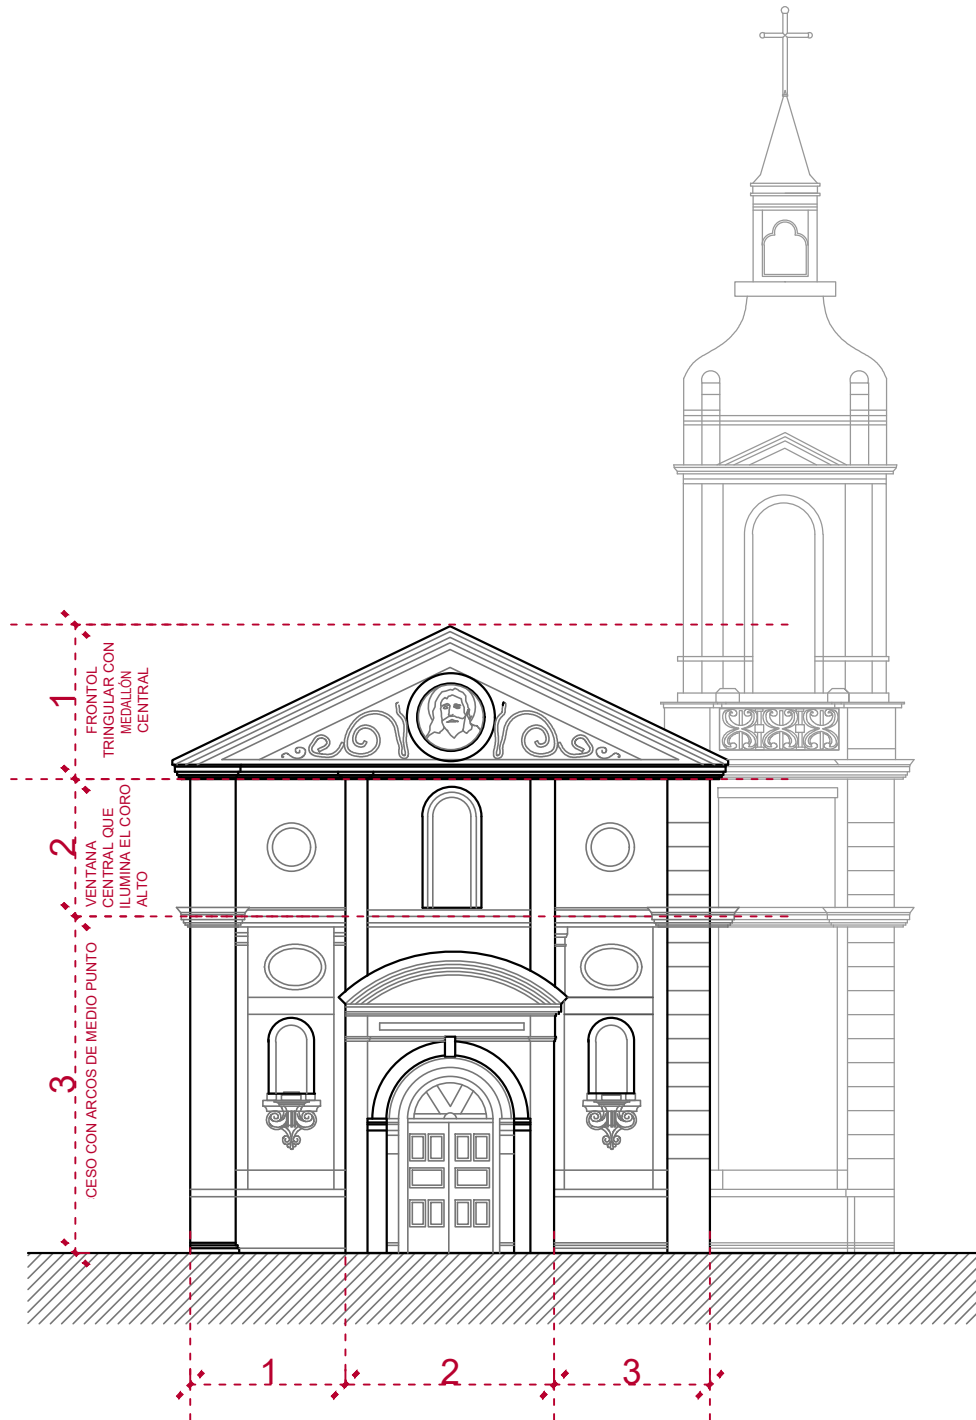 1
FRONTOL
TRINGULAR CON
MEDALLÓN
CENTRAL
2
VENTANA
CENTRAL QUE
ILUMINA EL CORO
ALTO
3
CESO CON ARCOS DE MEDIO PUNTO
1
2
3